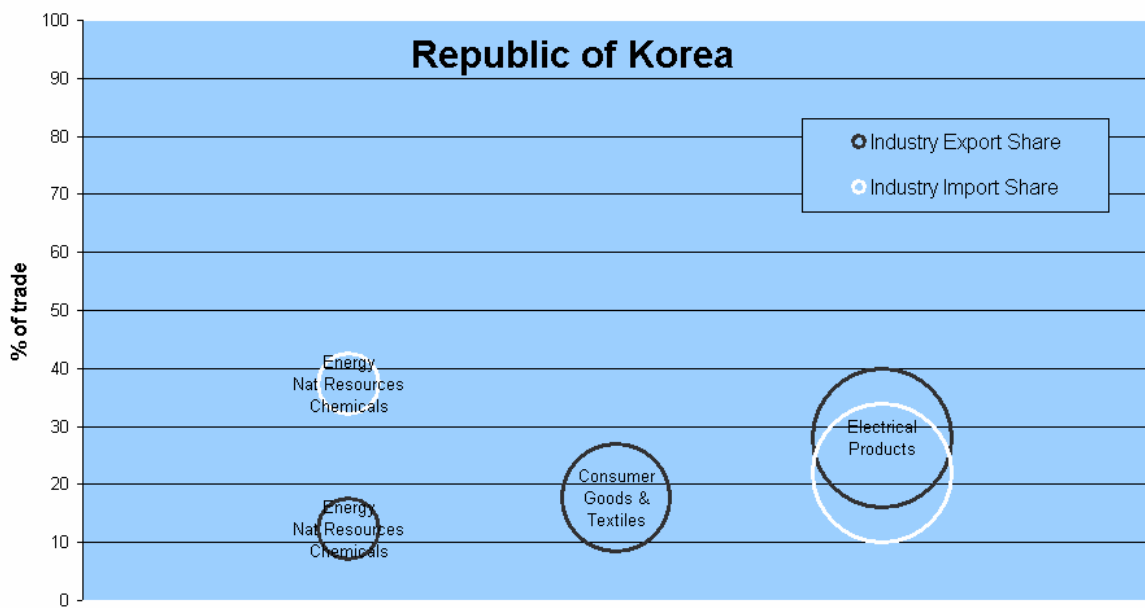 Republic of Korea
Industry Export Share
Industry Import Share
% of trade
100
90
80
70
60
50
40
30
20
10
0
Energy
Nat Resources
Chemicals
Energy
Nat Resources
Chemicals
Consumer
Goods &
Textiles
Electrical
Products